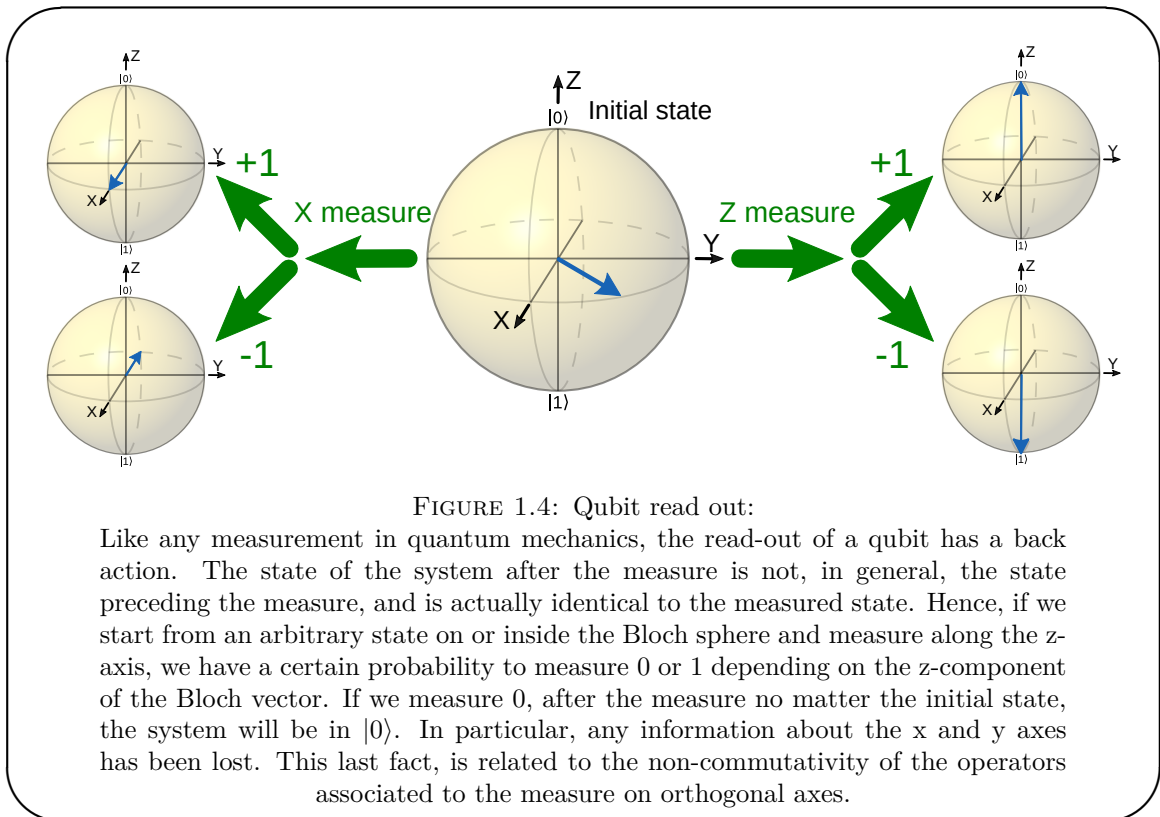 Z
|0⟩
Y
X
|1⟩
+1
Z
|0⟩
Y
X
|1⟩
-1
X measure
Z
|0⟩
Initial state
Y
X
|1⟩
Z measure
Z
|0⟩
Y
X
|1⟩
+1
Z
|0⟩
Y
X
|1⟩
-1
FIGURE 1.4: Qubit read out:
Like any measurement in quantum mechanics, the read-out of a qubit has a back
action. The state of the system after the measure is not, in general, the state
preceding the measure, and is actually identical to the measured state. Hence, if we
start from an arbitrary state on or inside the Bloch sphere and measure along the z-
axis, we have a certain probability to measure 0 or 1 depending on the z-component
of the Bloch vector. If we measure 0, after the measure no matter the initial state,
the system will be in |0⟩. In particular, any information about the x and y axes
has been lost. This last fact, is related to the non-commutativity of the operators
associated to the measure on orthogonal axes.